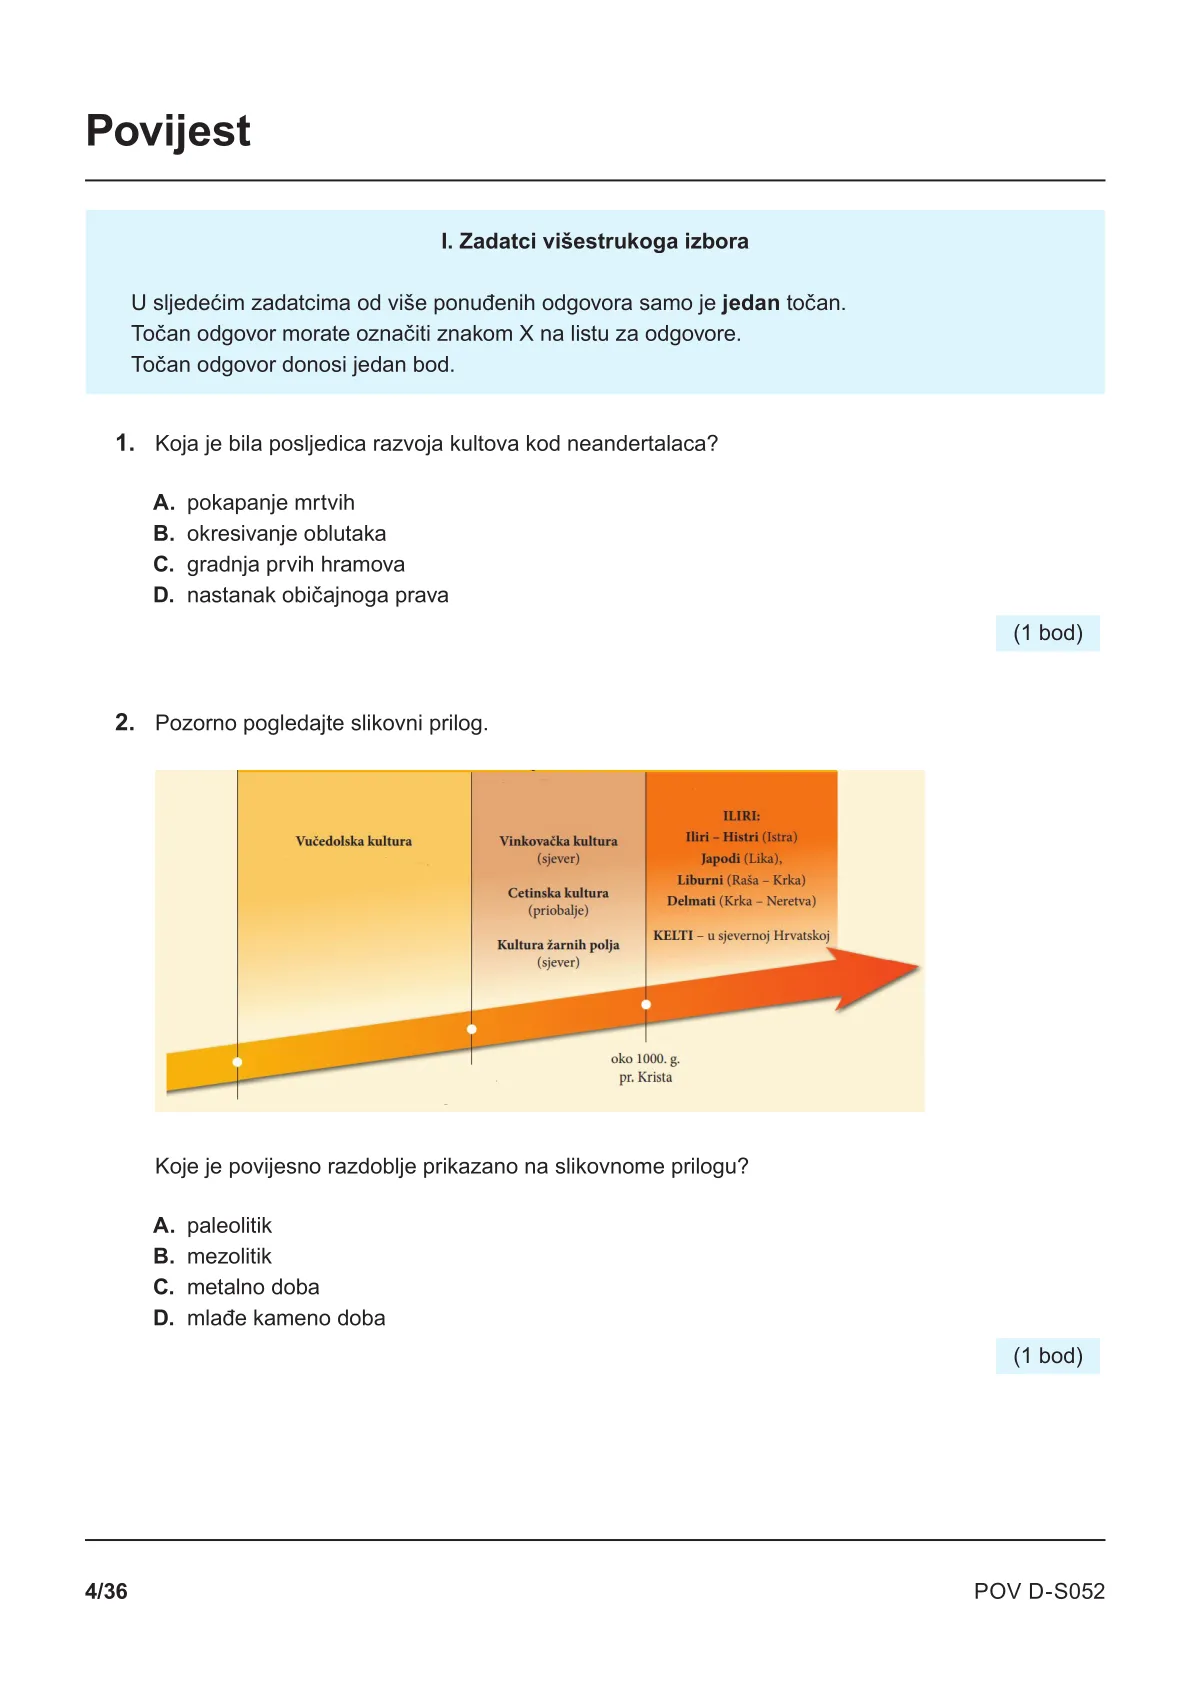 Povijest
I. Zadatci višestrukoga izbora
U sljedećim zadatcima od više ponuđenih odgovora samo je jedan točan.
Točan odgovor morate označiti znakom X na listu za odgovore.
Točan odgovor donosi jedan bod.
1. Koja je bila posljedica razvoja kultova kod neandertalaca?
A. pokapanje mrtvih
B. okresivanje oblutaka
C. gradnja prvih hramova
D. nastanak običajnoga prava
(1 bod)
2. Pozorno pogledajte slikovni prilog.
Vučedolska kultura
Vinkovačka kultura
(sjever)
Cetinska kultura
(priobalje)
Kultura žarnih polja
(sjever)
ILIRI:
Iliri – Histri (Istra)
Japodi (Lika),
Liburni (Raša – Krka)
Delmati (Krka – Neretva)
KELTI – u sjevernoj Hrvatskoj
oko 1000. g.
pr. Krista
Koje je povijesno razdoblje prikazano na slikovnome prilogu?
A. paleolitik
B. mezolitik
C. metalno doba
D. mlađe kameno doba
(1 bod)
4/36
POV D-S052